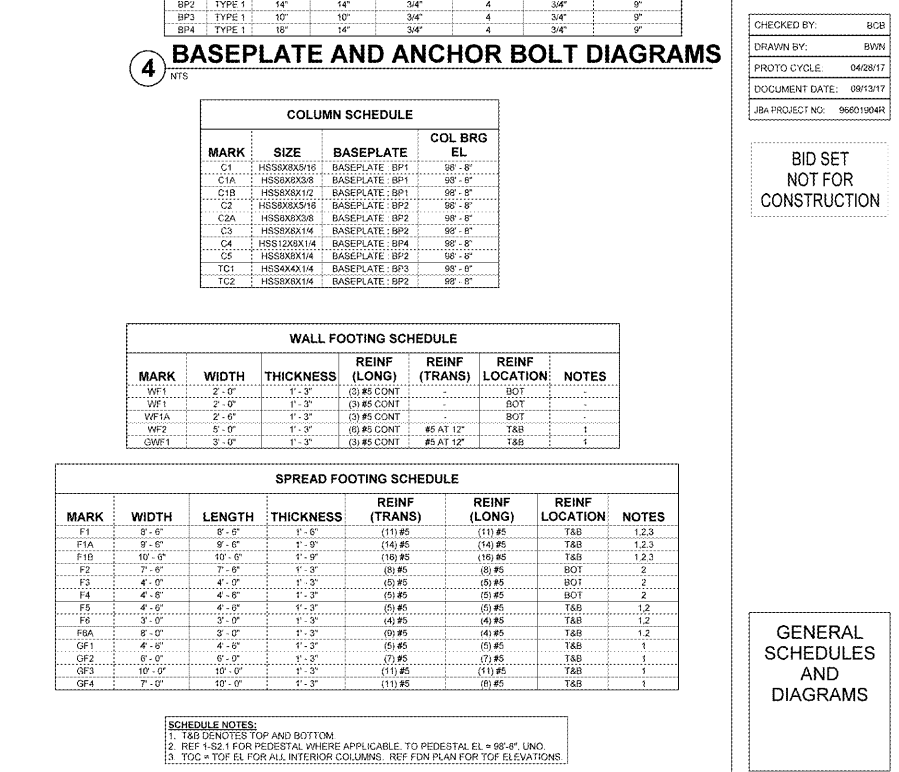 BP2 TYPE 1 14" 14" 3/4" 4 3/4" 9"
BP3 TYPE 1 10" 10" 3/4" 4 3/4" 9"
BP4 TYPE 1 18" 14" 3/4" 4 3/4" 9"
4 BASEPLATE AND ANCHOR BOLT DIAGRAMS
NTS
COLUMN SCHEDULE
MARK SIZE BASEPLATE COL BRG EL
C1 HSS8X8X5/16 BASEPLATE : BP1 98' - 8"
C1A HSS8X8X3/8 BASEPLATE : BP1 98' - 8"
C1B HSS8X8X1/2 BASEPLATE : BP1 98' - 8"
C2 HSS8X8X5/16 BASEPLATE : BP2 98' - 8"
C2A HSS8X8X3/8 BASEPLATE : BP2 98' - 8"
C3 HSS6X6X1/4 BASEPLATE : BP2 98' - 8"
C4 HSS12X8X1/4 BASEPLATE : BP4 98' - 8"
C5 HSS8X8X1/4 BASEPLATE : BP2 98' - 8"
TC1 HSS4X4X1/4 BASEPLATE : BP3 98' - 8"
TC2 HSS8X8X1/4 BASEPLATE : BP2 98' - 8"
WALL FOOTING SCHEDULE
MARK WIDTH THICKNESS REINF (LONG) REINF (TRANS) REINF LOCATION NOTES
WF1 2' - 0" 1' - 3" (3) #5 CONT - BOT -
WF1 2' - 0" 1' - 3" (3) #5 CONT - BOT -
WF1A 2' - 6" 1' - 3" (3) #5 CONT - BOT -
WF2 5' - 0" 1' - 3" (6) #5 CONT #5 AT 12" T&B 1
GWF1 3' - 0" 1' - 3" (3) #5 CONT #5 AT 12" T&B 1
SPREAD FOOTING SCHEDULE
MARK WIDTH LENGTH THICKNESS REINF (TRANS) REINF (LONG) REINF LOCATION NOTES
F1 8' - 6" 8' - 6" 1' - 6" (11) #5 (11) #5 T&B 1,2,3
F1A 9' - 6" 9' - 6" 1' - 9" (14) #5 (14) #5 T&B 1,2,3
F1B 10' - 6" 10' - 6" 1' - 9" (16) #5 (16) #5 T&B 1,2,3
F2 7' - 6" 7' - 6" 1' - 3" (8) #5 (8) #5 BOT 2
F3 4' - 0" 4' - 0" 1' - 3" (5) #5 (5) #5 BOT 2
F4 4' - 6" 4' - 6" 1' - 3" (5) #5 (5) #5 BOT 2
F5 4' - 6" 4' - 6" 1' - 3" (5) #5 (5) #5 T&B 1,2
F6 3' - 0" 3' - 0" 1' - 3" (4) #5 (4) #5 T&B 1,2
F6A 8' - 0" 3' - 0" 1' - 3" (9) #5 (4) #5 T&B 1,2
GF1 4' - 6" 4' - 6" 1' - 3" (5) #5 (5) #5 T&B 1
GF2 6' - 0" 6' - 0" 1' - 3" (7) #5 (7) #5 T&B 1
GF3 10' - 0" 10' - 0" 1' - 3" (11) #5 (11) #5 T&B 1
GF4 7' - 0" 10' - 0" 1' - 3" (11) #5 (8) #5 T&B 1
SCHEDULE NOTES:
1. T&B DENOTES TOP AND BOTTOM.
2. REF 1-S2.1 FOR PEDESTAL WHERE APPLICABLE. TO PEDESTAL EL = 98'-8", UNO.
3. TOC = TOF EL FOR ALL INTERIOR COLUMNS. REF FDN PLAN FOR TOF ELEVATIONS.
CHECKED BY: BCB
DRAWN BY: BWN
PROTO CYCLE: 04/28/17
DOCUMENT DATE: 09/13/17
JBA PROJECT NO: 96601904R
BID SET
NOT FOR
CONSTRUCTION
GENERAL
SCHEDULES
AND
DIAGRAMS